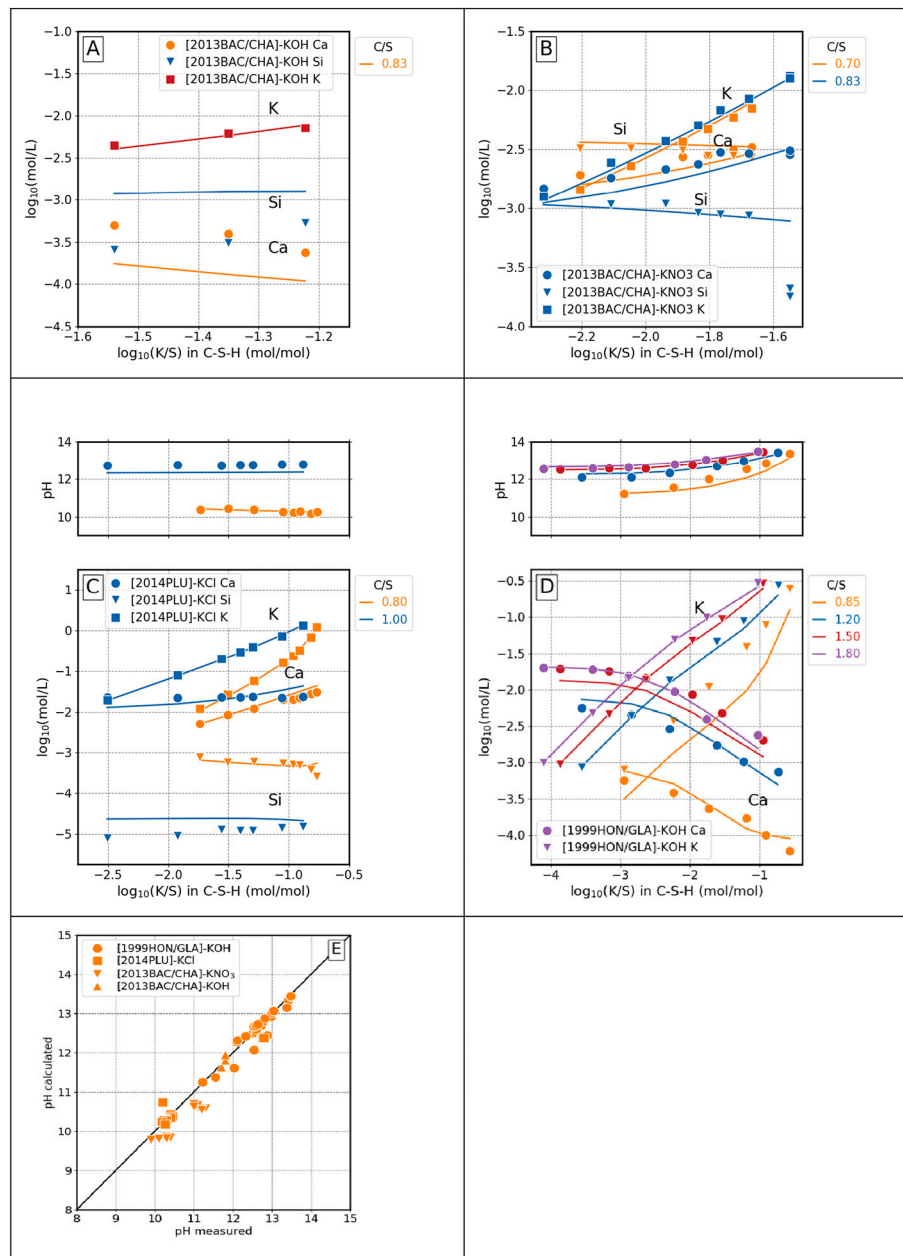 A
[2013BAC/CHA]-KOH Ca
[2013BAC/CHA]-KOH Si
[2013BAC/CHA]-KOH K
C/S
0.83
K
Si
Ca
−1.0
−1.5
−2.0
−2.5
−3.0
−3.5
−4.0
−4.5
log10(mol/L)
−1.6
−1.5
−1.4
−1.3
−1.2
log10(K/S) in C-S-H (mol/mol)
B
C/S
0.70
0.83
K
Si
Ca
Si
[2013BAC/CHA]-KNO3 Ca
[2013BAC/CHA]-KNO3 Si
[2013BAC/CHA]-KNO3 K
−1.5
−2.0
−2.5
−3.0
−3.5
−4.0
log10(mol/L)
−2.2
−2.0
−1.8
−1.6
log10(K/S) in C-S-H (mol/mol)
14
12
10
pH
C
[2014PLU]-KCl Ca
[2014PLU]-KCl Si
[2014PLU]-KCl K
C/S
0.80
1.00
K
Ca
Si
1
0
−1
−2
−3
−4
−5
log10(mol/L)
−2.5
−2.0
−1.5
−1.0
−0.5
log10(K/S) in C-S-H (mol/mol)
14
12
10
pH
D
C/S
0.85
1.20
1.50
1.80
K
Ca
[1999HON/GLA]-KOH Ca
[1999HON/GLA]-KOH K
−0.5
−1.0
−1.5
−2.0
−2.5
−3.0
−3.5
−4.0
log10(mol/L)
−4
−3
−2
−1
log10(K/S) in C-S-H (mol/mol)
E
[1999HON/GLA]-KOH
[2014PLU]-KCl
[2013BAC/CHA]-KNO3
[2013BAC/CHA]-KOH
15
14
13
12
11
10
9
8
pH calculated
8
9
10
11
12
13
14
15
pH measured